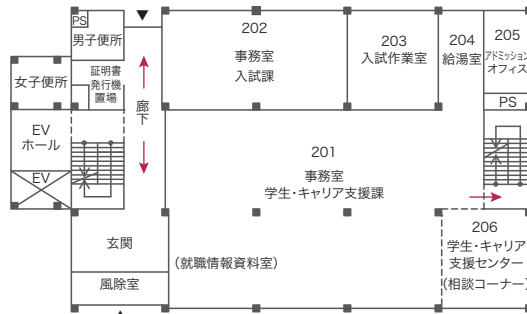 PS
男子便所
女子便所
証明書
発行機
置場
廊下
EV
ホール
EV
玄関
風除室
202
事務室
入試課
203
入試作業室
204
給湯室
205
アドミッション
オフィス
PS
201
事務室
学生・キャリア支援課
(就職情報資料室)
206
学生・キャリア
支援センター
(相談コーナー)